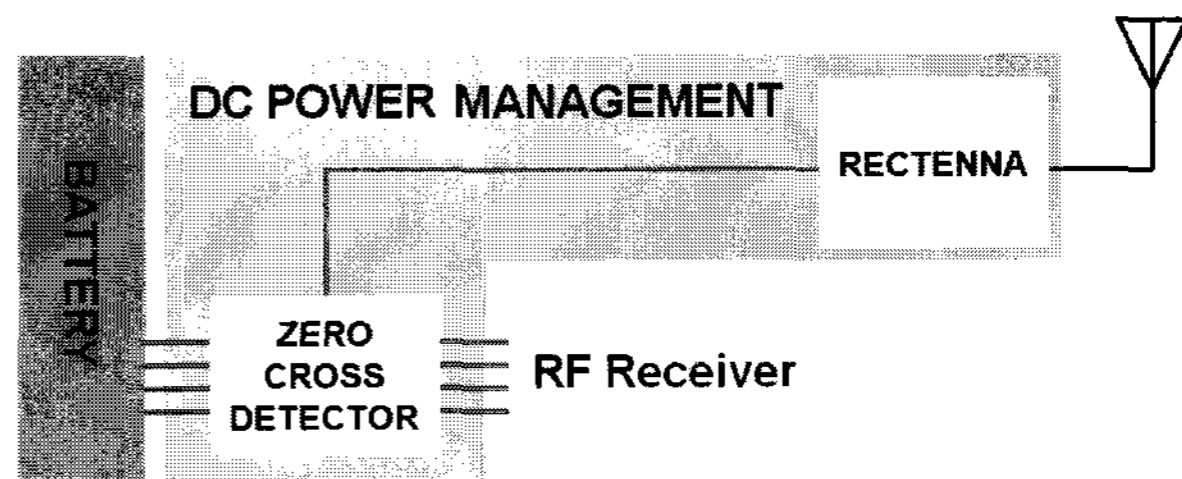 DC POWER MANAGEMENT
RECTENNA
BATTERY
ZERO
CROSS
DETECTOR
RF Receiver